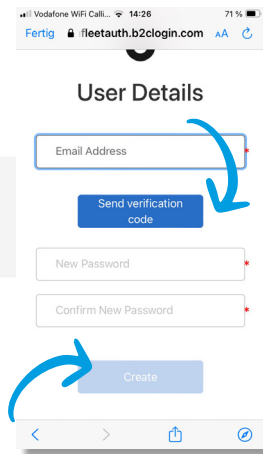 Vodafone WiFi Calli... 14:26 71 %
Fertig fleetauth.b2clogin.com AA
User Details
Email Address *
Send verification
code
New Password *
Confirm New Password *
Create